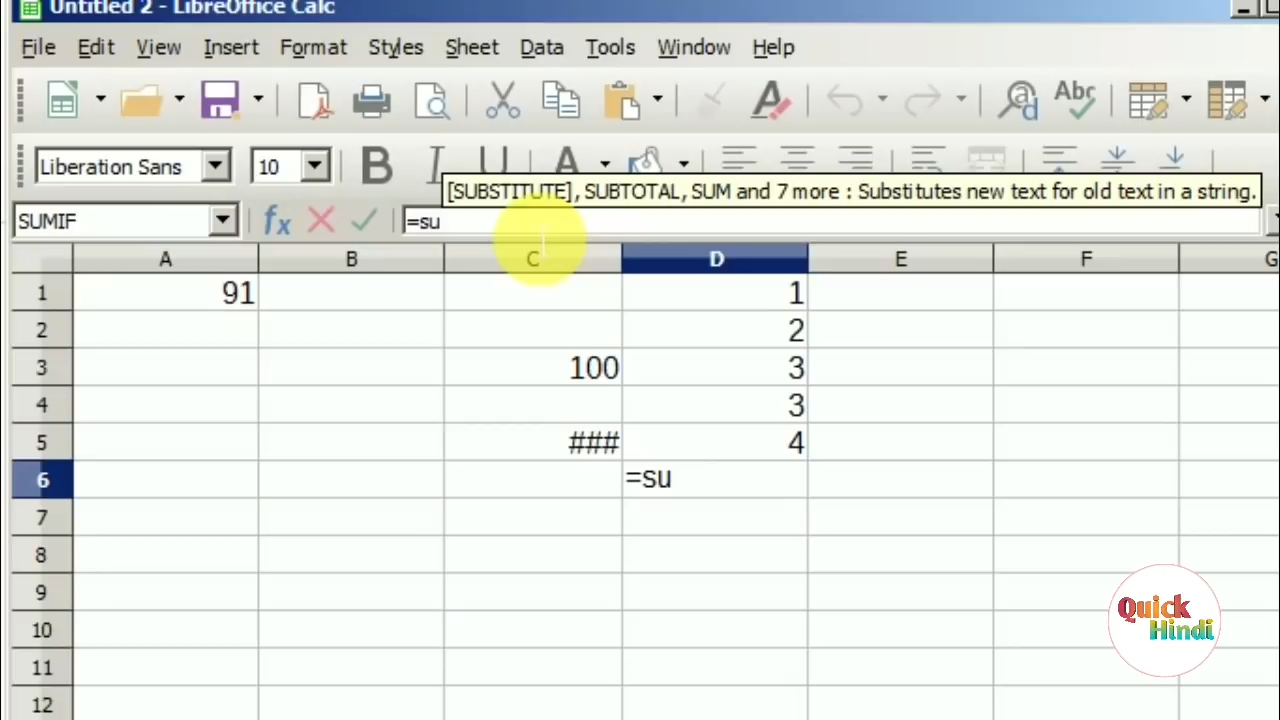 Untitled 2 - LibreOffice Calc
File Edit View Insert Format Styles Sheet Data Tools Window Help
Abc
Liberation Sans 10 B I U A
[SUBSTITUTE], SUBTOTAL, SUM and 7 more : Substitutes new text for old text in a string.
SUMIF fx =su
A B C D E F G
1 91 1
2 2
3 100 3
4 3
5 ### 4
6 =su
7
8
9
10
11
12
Quick
Hindi